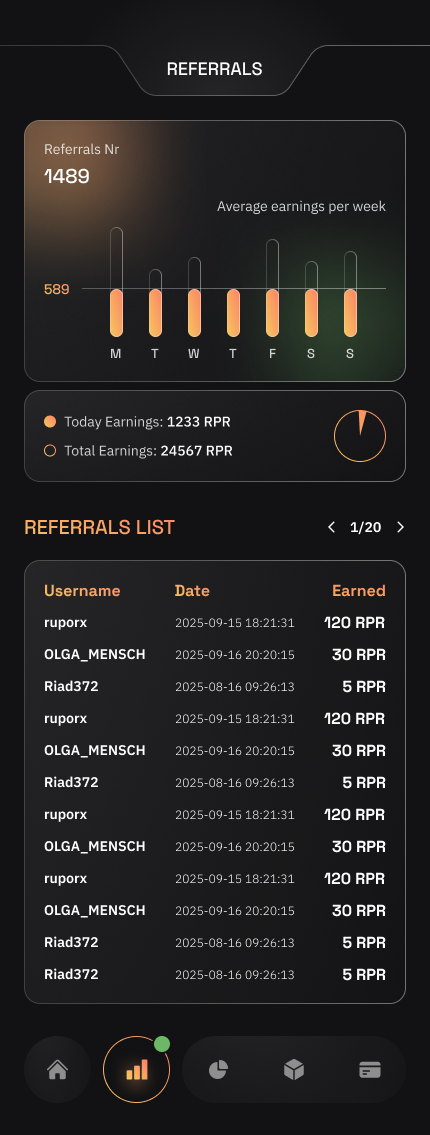 REFERRALS
Referrals Nr
1489
Average earnings per week
589
M T W T F S S
Today Earnings: 1233 RPR
Total Earnings: 24567 RPR
REFERRALS LIST 1/20
Username Date Earned
ruporx 2025-09-15 18:21:31 120 RPR
OLGA_MENSCH 2025-09-16 20:20:15 30 RPR
Riad372 2025-08-16 09:26:13 5 RPR
ruporx 2025-09-15 18:21:31 120 RPR
OLGA_MENSCH 2025-09-16 20:20:15 30 RPR
Riad372 2025-08-16 09:26:13 5 RPR
ruporx 2025-09-15 18:21:31 120 RPR
OLGA_MENSCH 2025-09-16 20:20:15 30 RPR
ruporx 2025-09-15 18:21:31 120 RPR
OLGA_MENSCH 2025-09-16 20:20:15 30 RPR
Riad372 2025-08-16 09:26:13 5 RPR
Riad372 2025-08-16 09:26:13 5 RPR